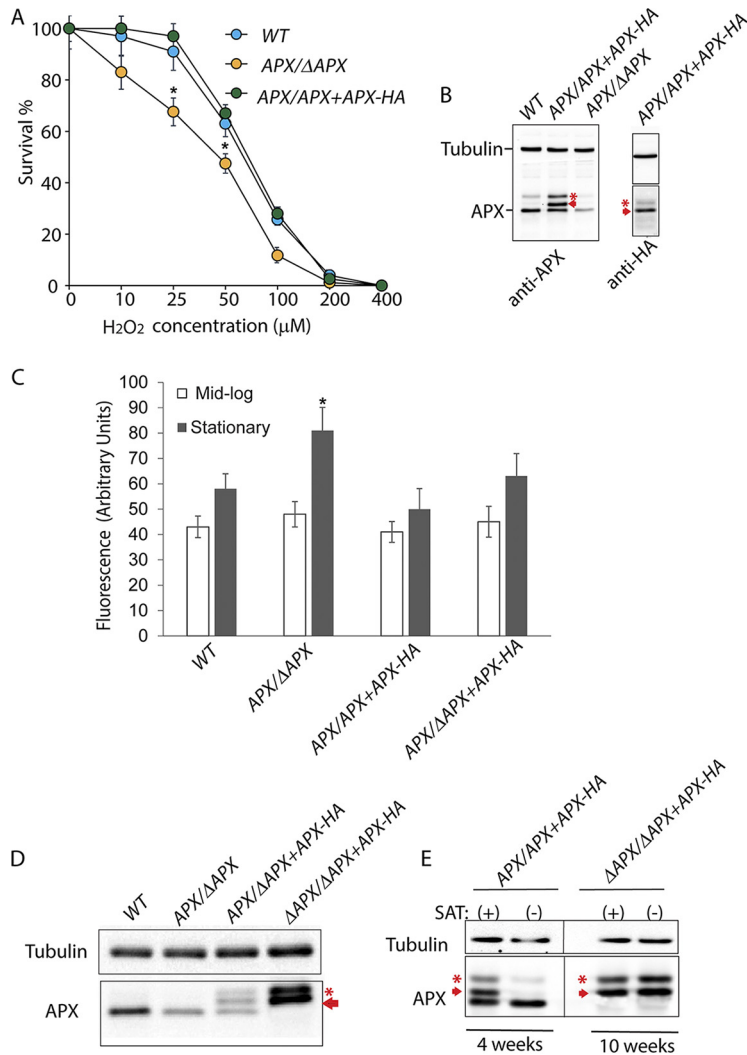 A
100
80
60
40
20
0
Survival %
0 10 25 50 100 200 400
H2O2 concentration (µM)
WT
APX/ΔAPX
APX/APX+APX-HA
*
*
B
WT
APX/APX+APX-HA
APX/ΔAPX
APX/APX+APX-HA
Tubulin
APX
*
*
anti-APX
anti-HA
C
100
90
80
70
60
50
40
30
20
10
0
Fluorescence (Arbitrary Units)
Mid-log
Stationary
*
WT
APX/ΔAPX
APX/APX+APX-HA
APX/ΔAPX+APX-HA
D
WT
APX/ΔAPX
APX/ΔAPX+APX-HA
ΔAPX/ΔAPX+APX-HA
Tubulin
APX
*
E
APX/APX+APX-HA
ΔAPX/ΔAPX+APX-HA
SAT: (+) (-) (+) (-)
Tubulin
APX
*
*
4 weeks
10 weeks